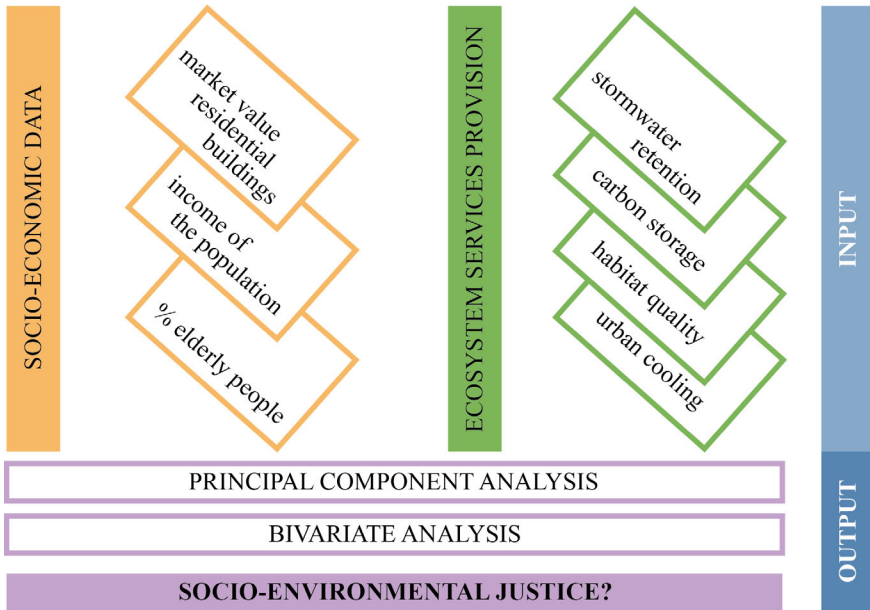 SOCIO-ECONOMIC DATA
market value
residential
buildings
income of
the population
% elderly people
ECOSYSTEM SERVICES PROVISION
stormwater
retention
carbon storage
habitat quality
urban cooling
INPUT
PRINCIPAL COMPONENT ANALYSIS
BIVARIATE ANALYSIS
SOCIO-ENVIRONMENTAL JUSTICE?
OUTPUT